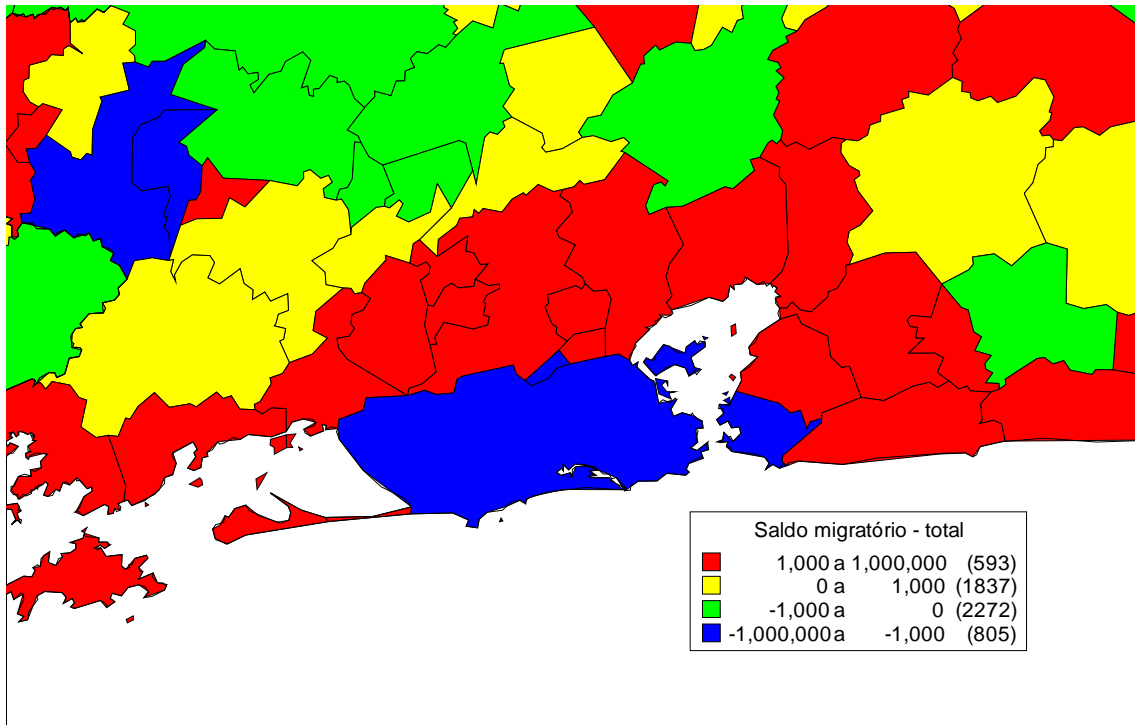 Saldo migratório - total
1,000 a 1,000,000 (593)
0 a 1,000 (1837)
-1,000 a 0 (2272)
-1,000,000 a -1,000 (805)